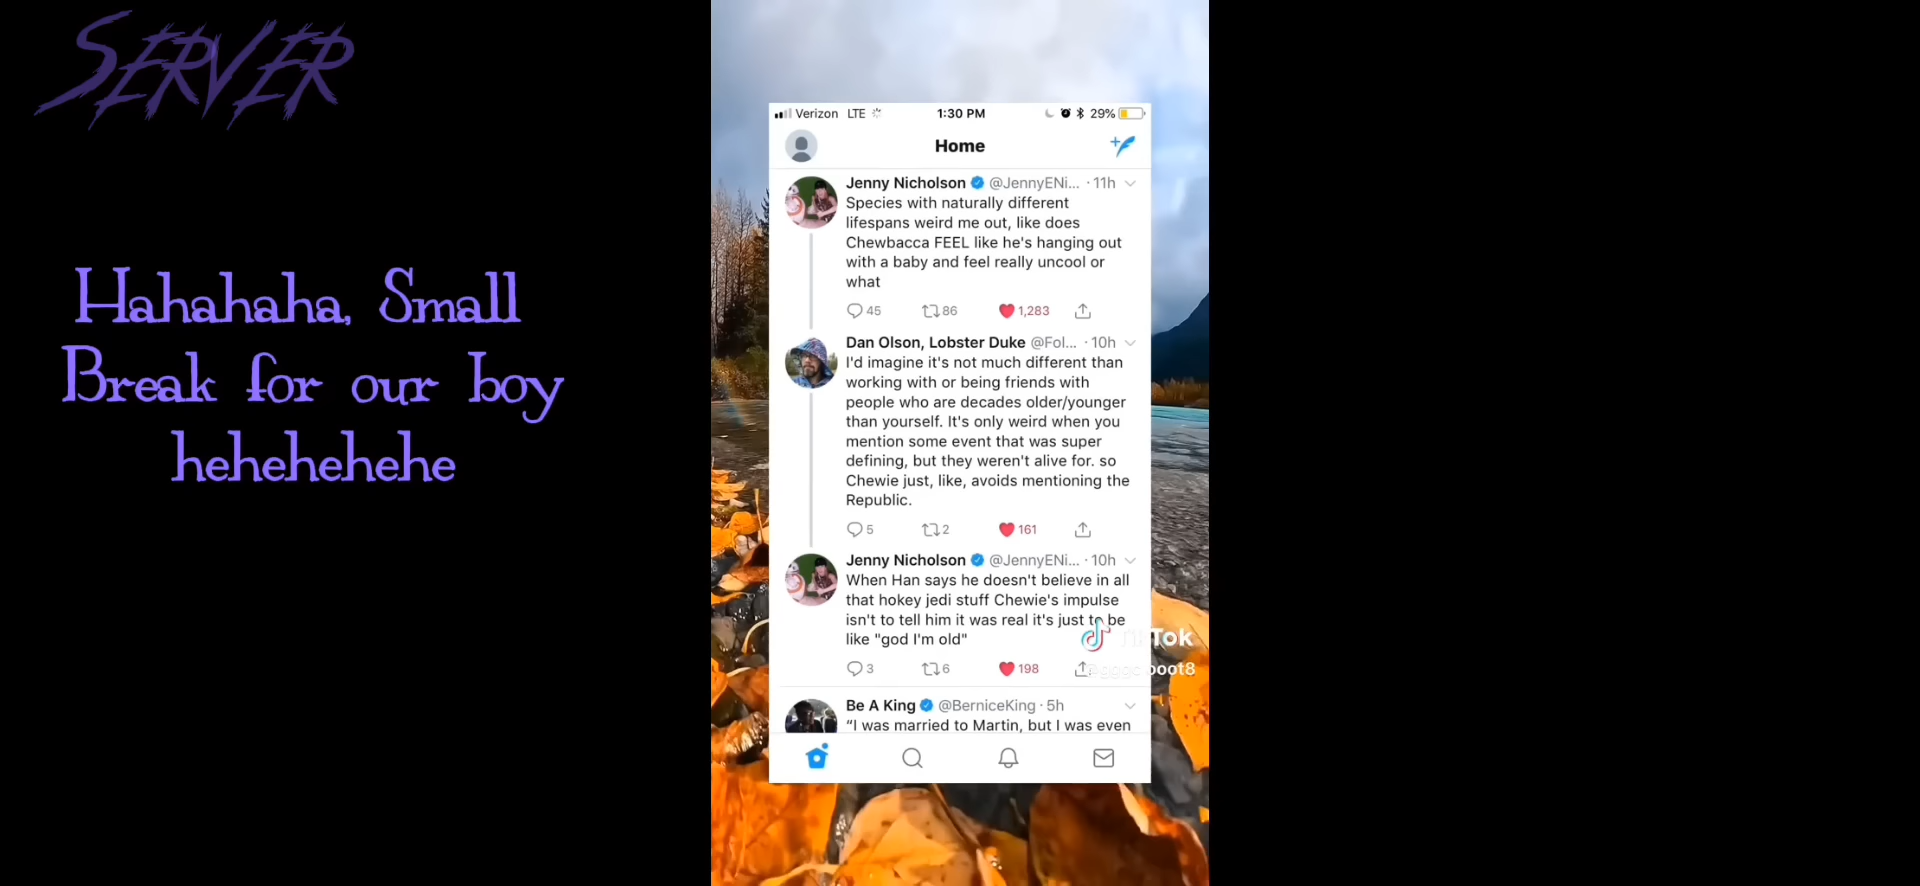 SERVER
Hahahaha, Small
Break for our boy
hehehehehe
Verizon LTE 1:30 PM 29%
Home
Jenny Nicholson @JennyENi... · 11h
Species with naturally different
lifespans weird me out, like does
Chewbacca FEEL like he's hanging out
with a baby and feel really uncool or
what
45 86 1,283
Dan Olson, Lobster Duke @Fol... · 10h
I'd imagine it's not much different than
working with or being friends with
people who are decades older/younger
than yourself. It's only weird when you
mention some event that was super
defining, but they weren't alive for. so
Chewie just, like, avoids mentioning the
Republic.
5 2 161
Jenny Nicholson @JennyENi... · 10h
When Han says he doesn't believe in all
that hokey jedi stuff Chewie's impulse
isn't to tell him it was real it's just to be
like "god I'm old"
TikTok
3 6 198
Be A King @BerniceKing · 5h
“I was married to Martin, but I was even